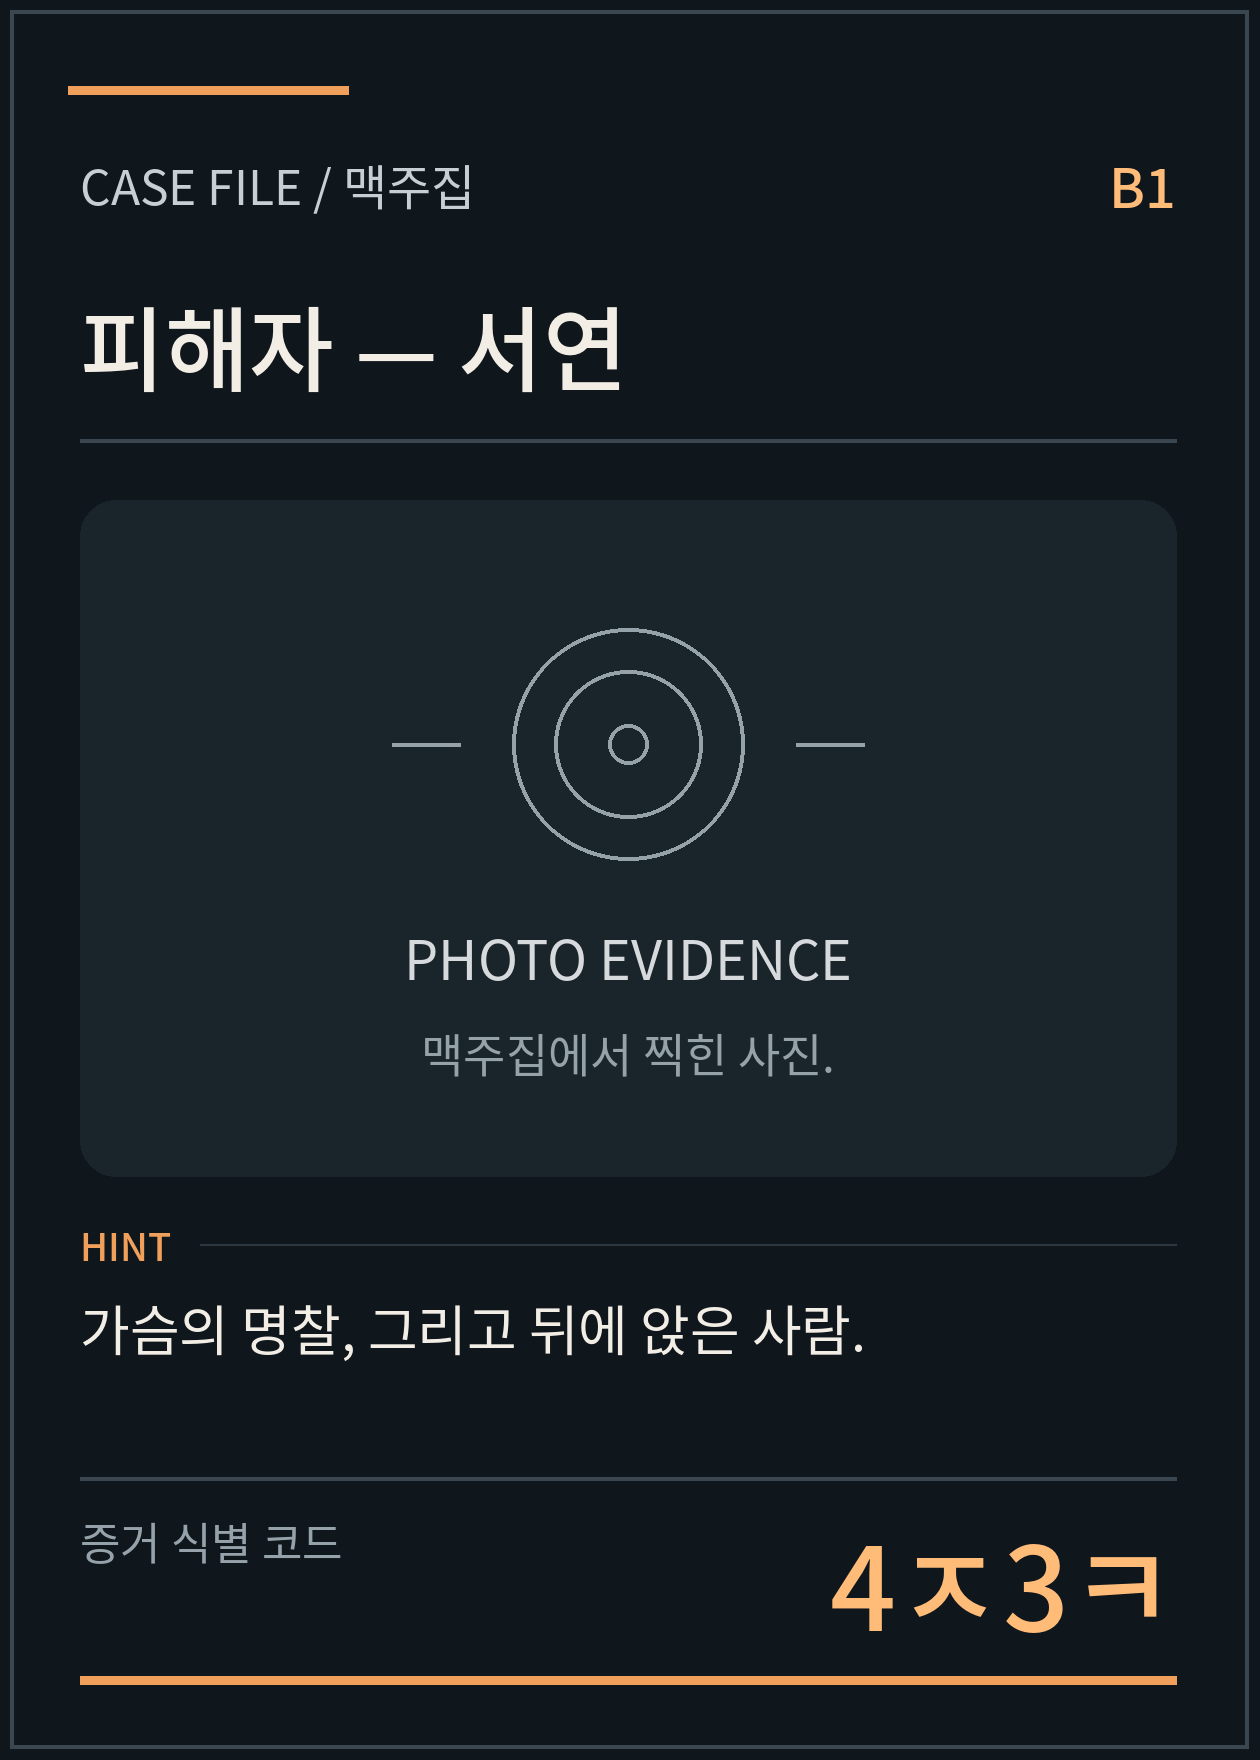 CASE FILE / 맥주집
B1
피해자 — 서연
PHOTO EVIDENCE
맥주집에서 찍힌 사진.
HINT
가슴의 명찰, 그리고 뒤에 앉은 사람.
증거 식별 코드
4ㅈ3ㅋ